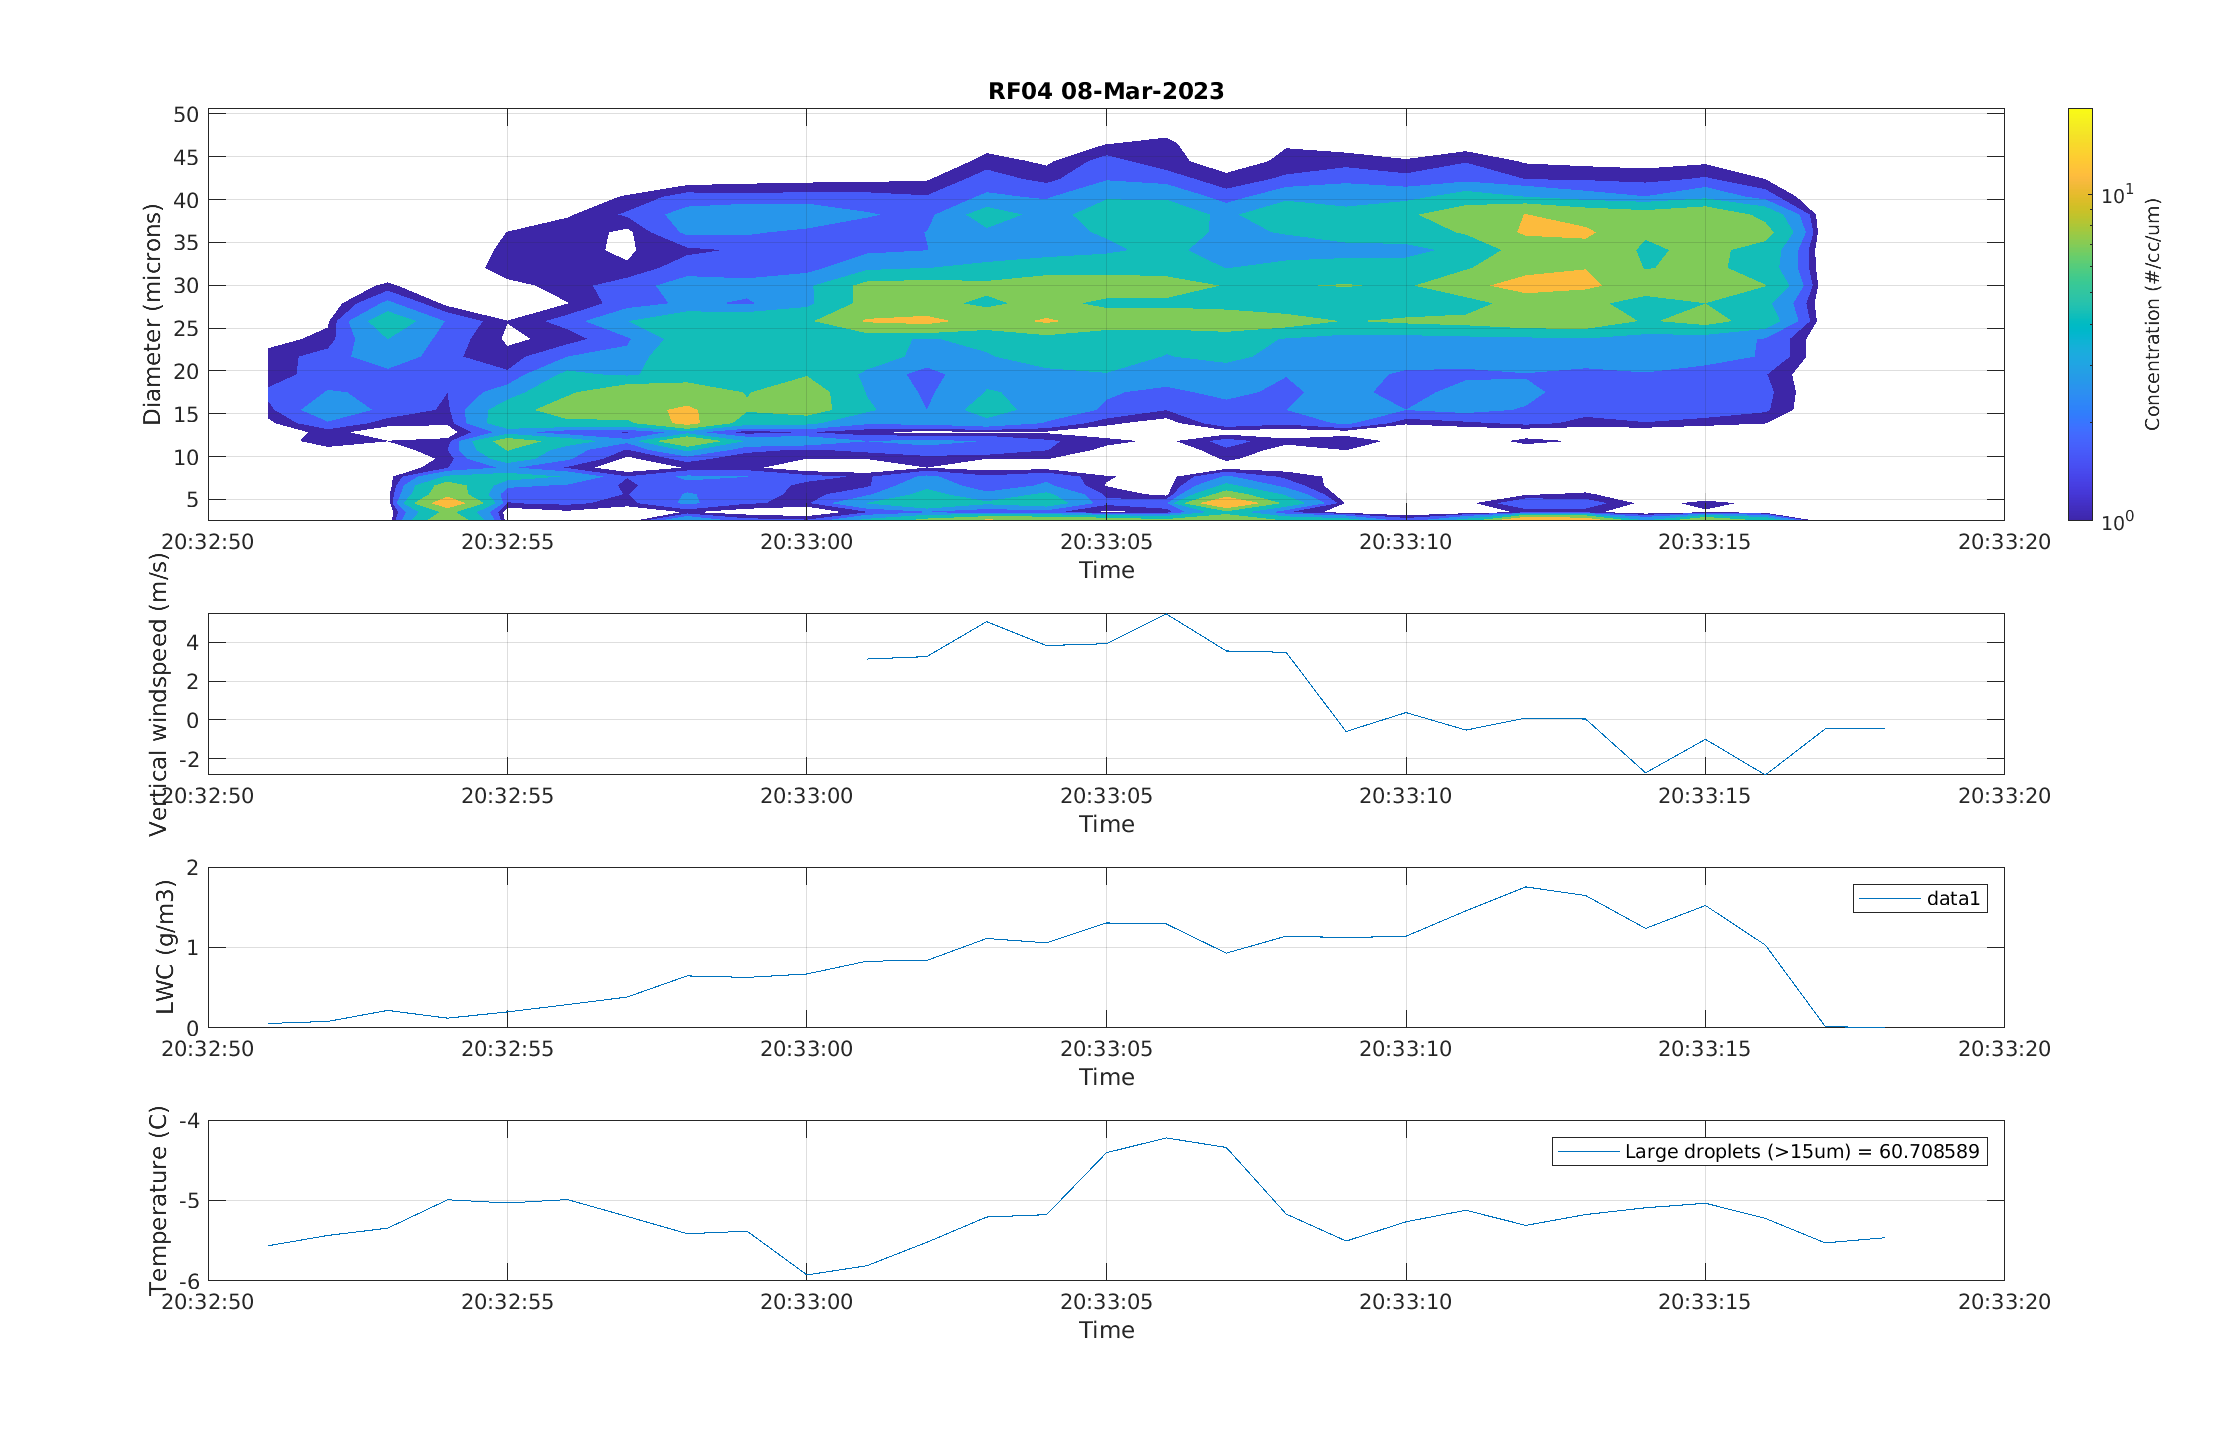 RF04 08-Mar-2023
50
45
40
35
30
25
20
15
10
5
Diameter (microns)
20:32:50 20:32:55 20:33:00 20:33:05 20:33:10 20:33:15 20:33:20
Time
10^1
10^0
Concentration (#/cc/um)
4
2
0
-2
Vertical windspeed (m/s)
20:32:50 20:32:55 20:33:00 20:33:05 20:33:10 20:33:15 20:33:20
Time
2
1
0
LWC (g/m3)
data1
20:32:50 20:32:55 20:33:00 20:33:05 20:33:10 20:33:15 20:33:20
Time
-4
-5
-6
Temperature (C)
Large droplets (>15um) = 60.708589
20:32:50 20:32:55 20:33:00 20:33:05 20:33:10 20:33:15 20:33:20
Time